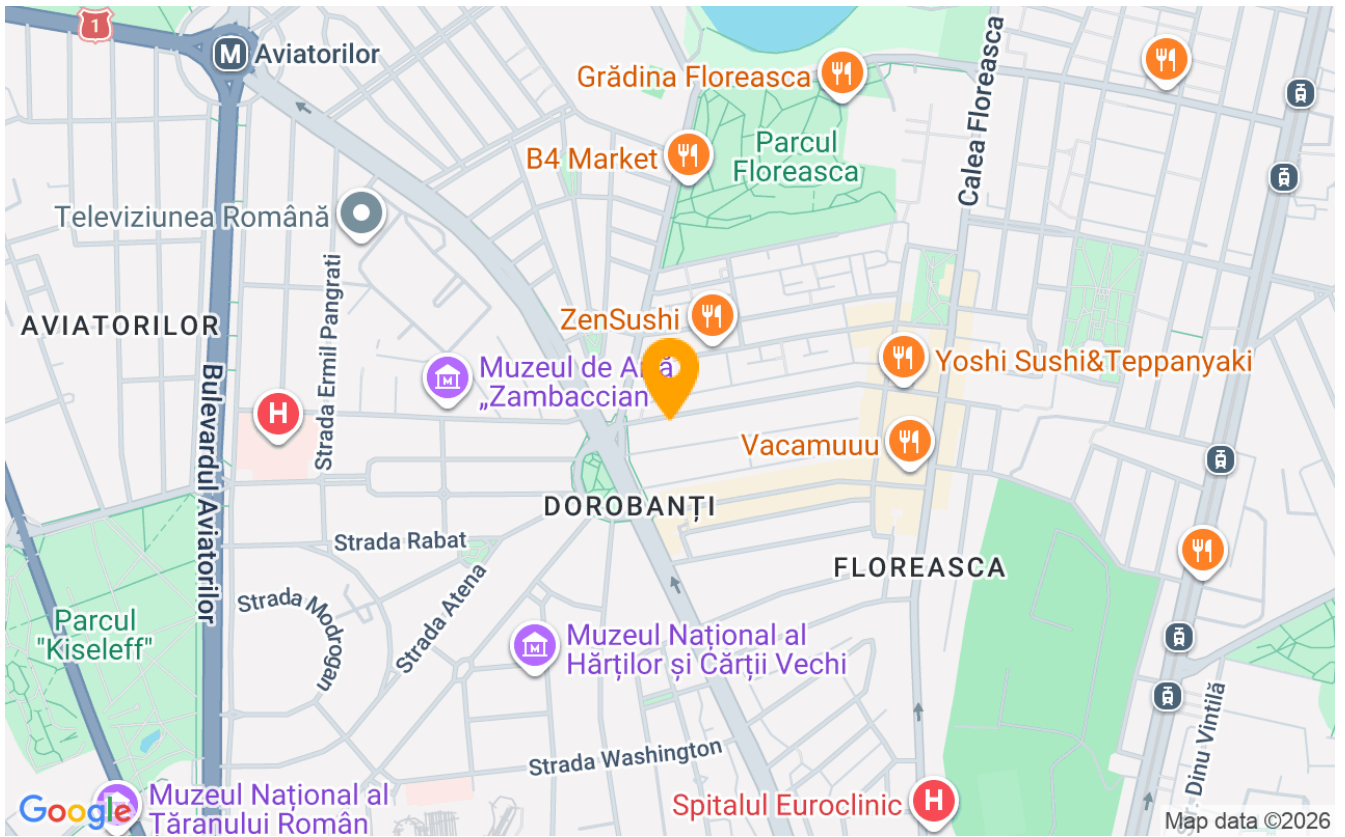 1
M Aviatorilor
Grădina Floreasca
Calea Floreasca
B4 Market
Parcul
Floreasca
Televiziunea Română
Strada Ermil Pangrati
ZenSushi
AVIATORILOR
Bulevardul Aviatorilor
Muzeul de
„Zambaccian
Yoshi Sushi&Teppanyaki
H
Vacamuuu
DOROBANȚI
Strada Rabat
FLOREASCA
Strada Modrogan
Strada Atena
Parcul
"Kiseleff"
Muzeul Național al
Hărților și Cărții Vechi
Dinu Vintilă
Strada Washington
Muzeul Național al
Țăranului Român
Spitalul Euroclinic H
Google
Map data ©2026